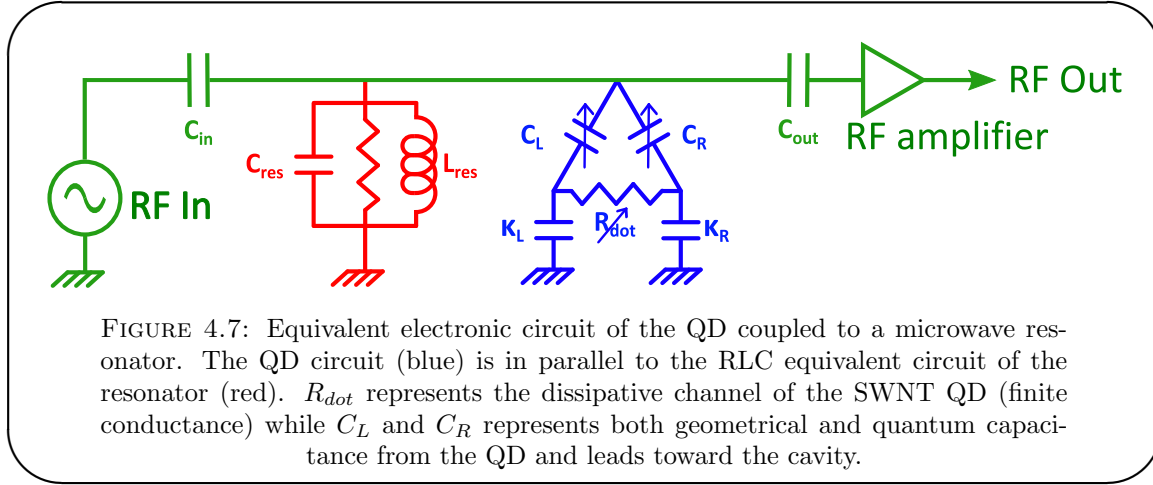 RF Out
C_in
C_L
C_R
C_out
RF amplifier
C_res
L_res
RF In
K_L
R_dot
K_R
FIGURE 4.7: Equivalent electronic circuit of the QD coupled to a microwave res-
onator. The QD circuit (blue) is in parallel to the RLC equivalent circuit of the
resonator (red). R_dot represents the dissipative channel of the SWNT QD (finite
conductance) while C_L and C_R represents both geometrical and quantum capaci-
tance from the QD and leads toward the cavity.